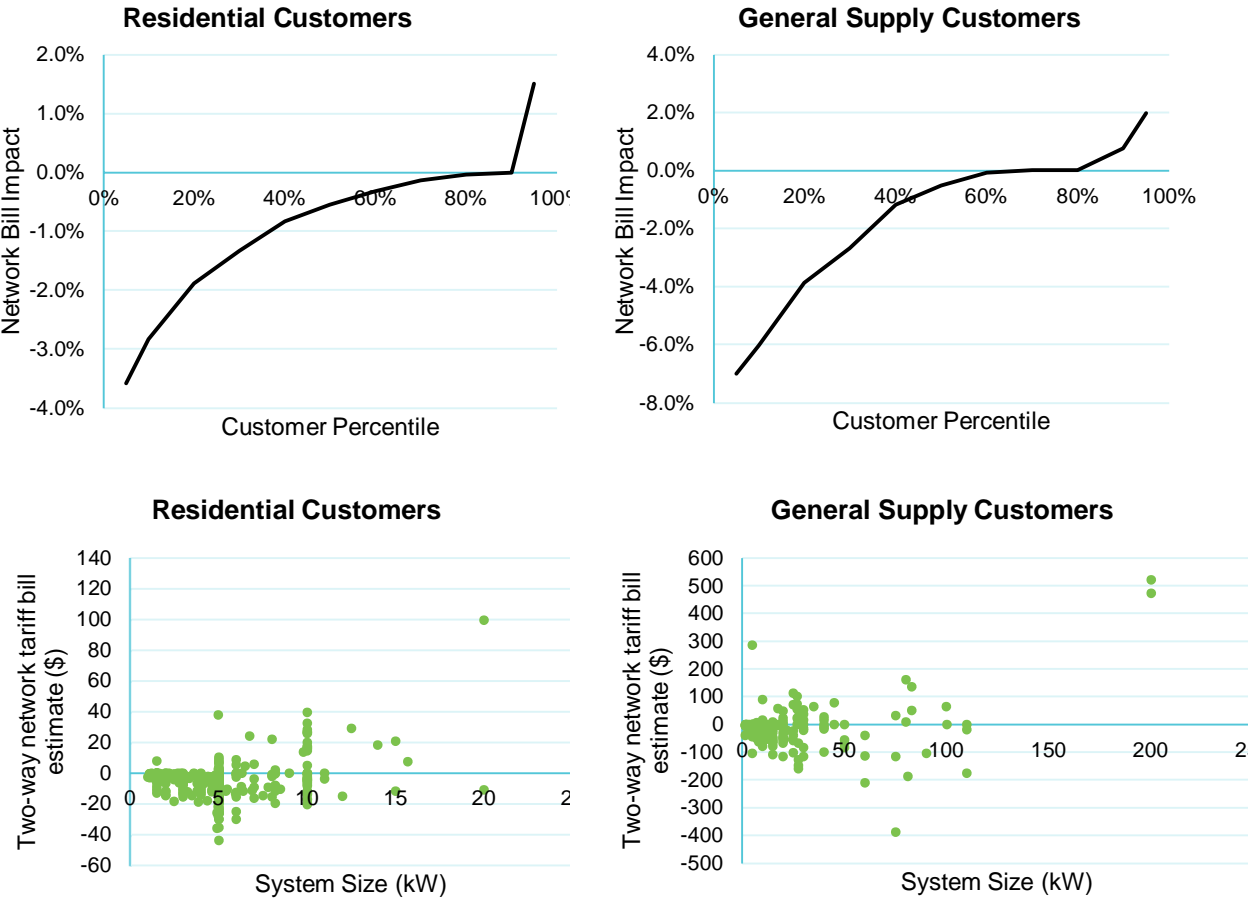 Residential Customers
2.0%
1.0%
0.0%
-1.0%
-2.0%
-3.0%
-4.0%
0% 20% 40% 60% 80% 100%
Network Bill Impact
Customer Percentile
General Supply Customers
4.0%
2.0%
0.0%
-2.0%
-4.0%
-6.0%
-8.0%
0% 20% 40% 60% 80% 100%
Network Bill Impact
Customer Percentile
Residential Customers
140
120
100
80
60
40
20
0
-20
-40
-60
0 5 10 15 20 2
Two-way network tariff bill
estimate ($)
System Size (kW)
General Supply Customers
600
500
400
300
200
100
0
-100
-200
-300
-400
-500
0 50 100 150 200
Two-way network tariff bill
estimate ($)
System Size (kW)